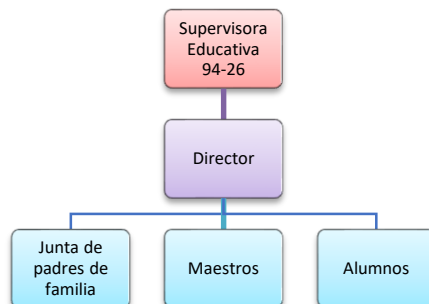 Supervisora
Educativa
94-26
Director
Junta de
padres de
familia
Maestros
Alumnos